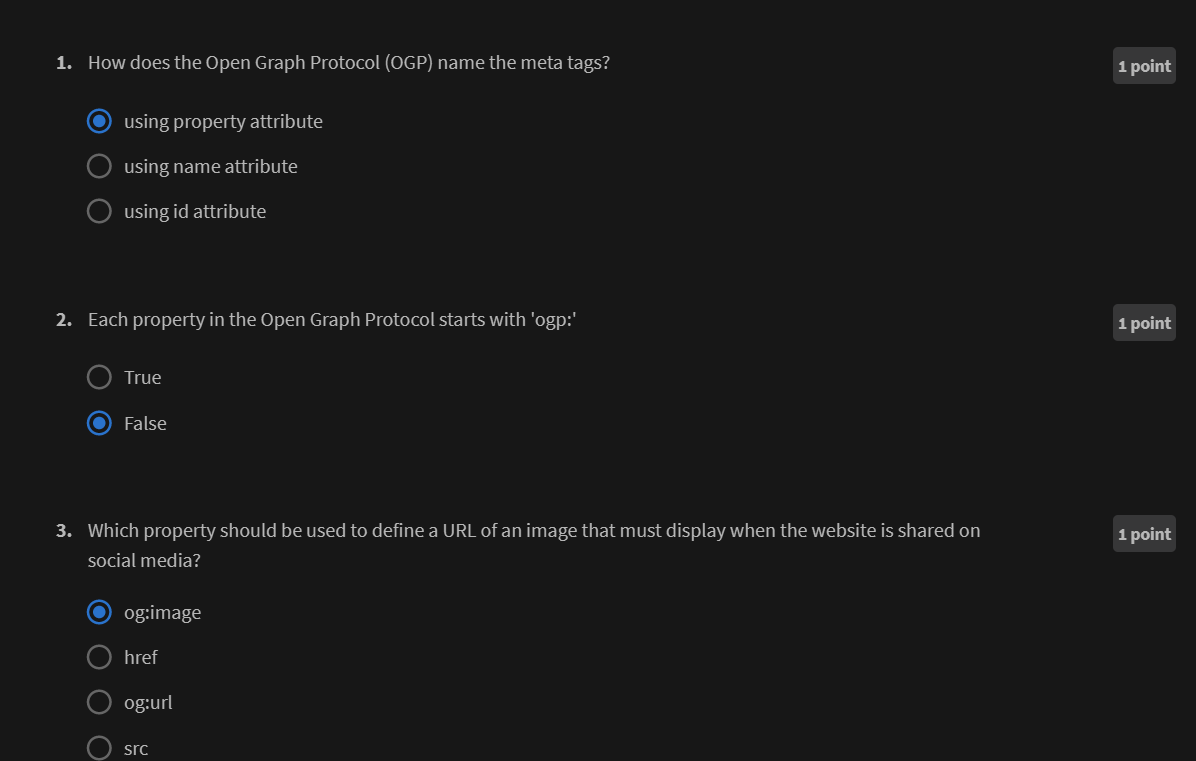 1. How does the Open Graph Protocol (OGP) name the meta tags?
1 point
using property attribute
using name attribute
using id attribute
2. Each property in the Open Graph Protocol starts with 'ogp:'
1 point
True
False
3. Which property should be used to define a URL of an image that must display when the website is shared on
social media?
1 point
og:image
href
og:url
src